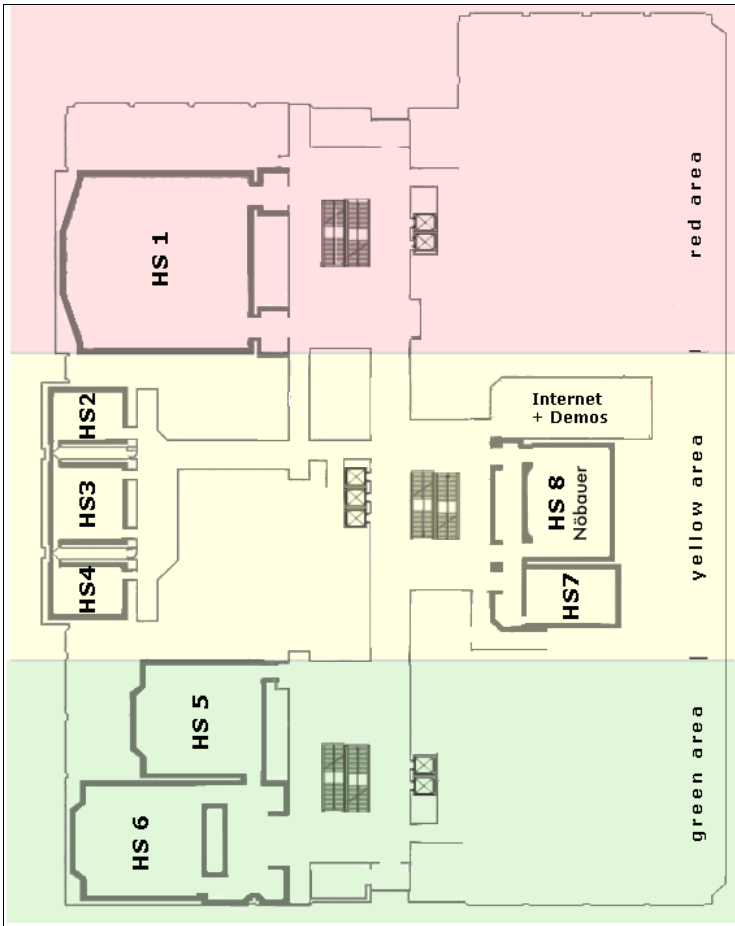 HS 1
red area
HS2
Internet
+ Demos
HS3
HS 8
Nöbauer
yellow area
HS4
HS7
HS 5
green area
HS 6